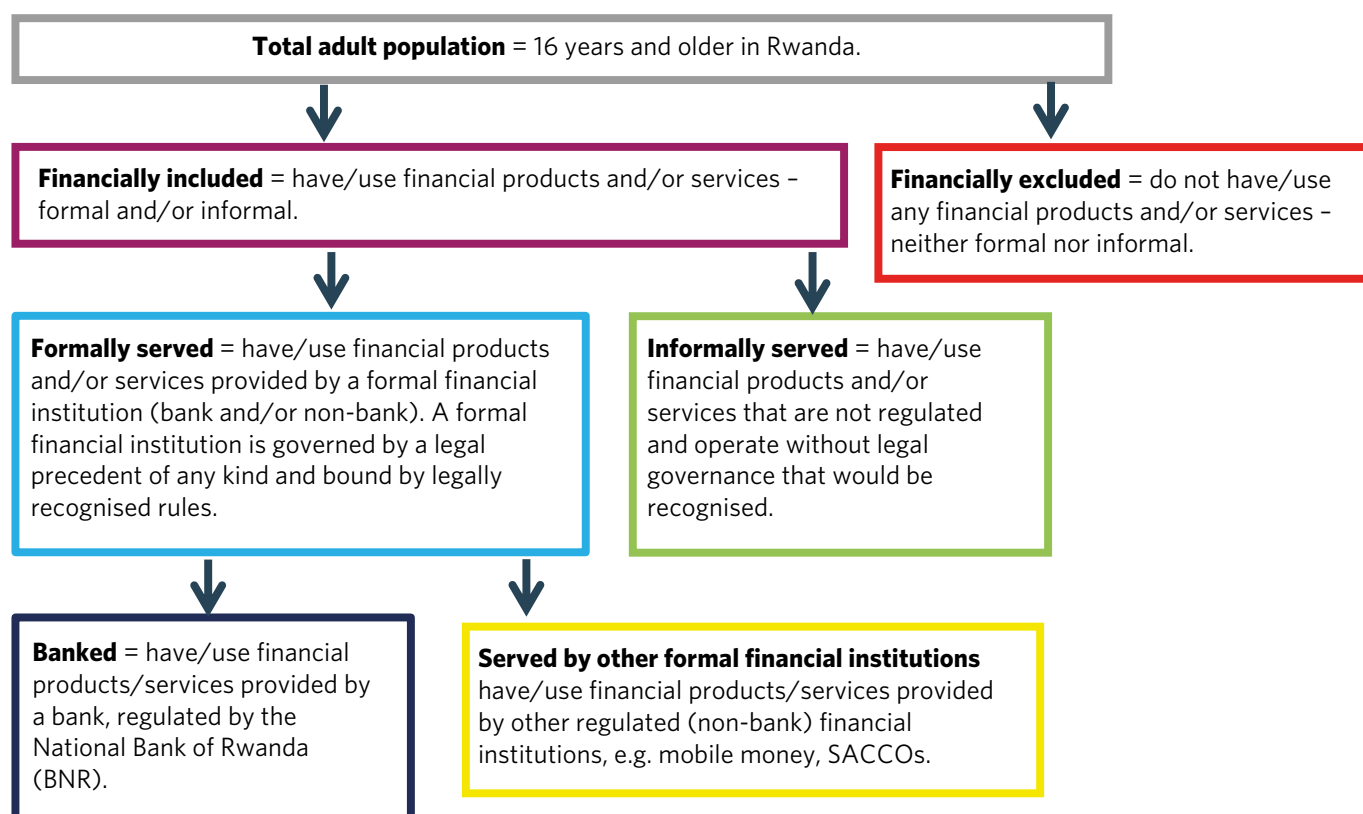 Total adult population = 16 years and older in Rwanda.
Financially included = have/use financial products and/or services –
formal and/or informal.
Financially excluded = do not have/use
any financial products and/or services –
neither formal nor informal.
Formally served = have/use financial products
and/or services provided by a formal financial
institution (bank and/or non-bank). A formal
financial institution is governed by a legal
precedent of any kind and bound by legally
recognised rules.
Informally served = have/use
financial products and/or
services that are not regulated
and operate without legal
governance that would be
recognised.
Banked = have/use financial
products/services provided by
a bank, regulated by the
National Bank of Rwanda
(BNR).
Served by other formal financial institutions
have/use financial products/services provided
by other regulated (non-bank) financial
institutions, e.g. mobile money, SACCOs.